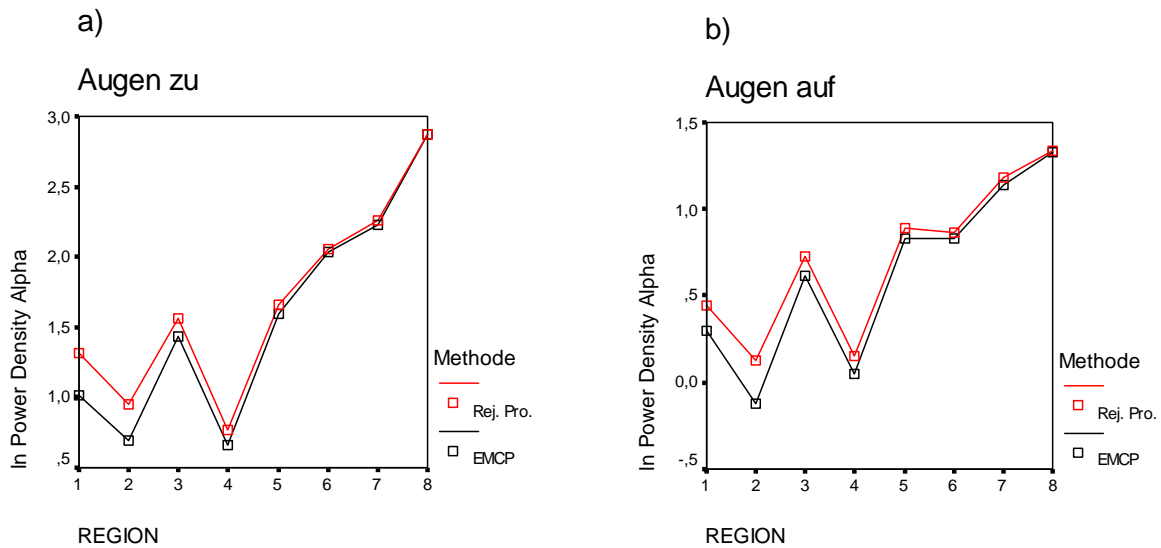 a)
Augen zu
ln Power Density Alpha
3,0
2,5
2,0
1,5
1,0
,5
1 2 3 4 5 6 7 8
REGION
Methode
Rej. Pro.
EMCP
b)
Augen auf
ln Power Density Alpha
1,5
1,0
,5
0,0
-,5
1 2 3 4 5 6 7 8
REGION
Methode
Rej. Pro.
EMCP